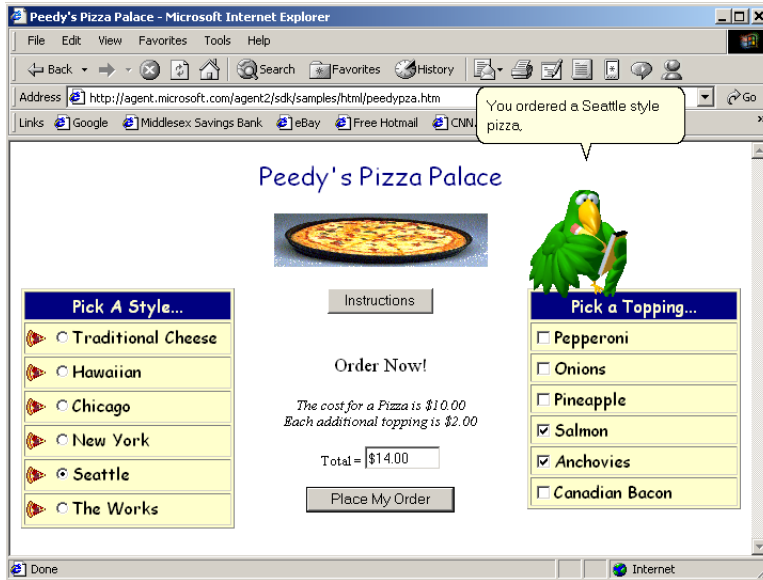 Peedy's Pizza Palace - Microsoft Internet Explorer
File Edit View Favorites Tools Help
Back Search Favorites History
Address http://agent.microsoft.com/agent2/sdk/samples/html/peedypza.htm Go
Links Google Middlesex Savings Bank eBay Free Hotmail CNN.
You ordered a Seattle style
pizza,
Peedy's Pizza Palace
Instructions
Pick A Style...
Traditional Cheese
Hawaiian
Chicago
New York
Seattle
The Works
Order Now!
The cost for a Pizza is $10.00
Each additional topping is $2.00
Total = $14.00
Place My Order
Pick a Topping...
Pepperoni
Onions
Pineapple
Salmon
Anchovies
Canadian Bacon
Done Internet